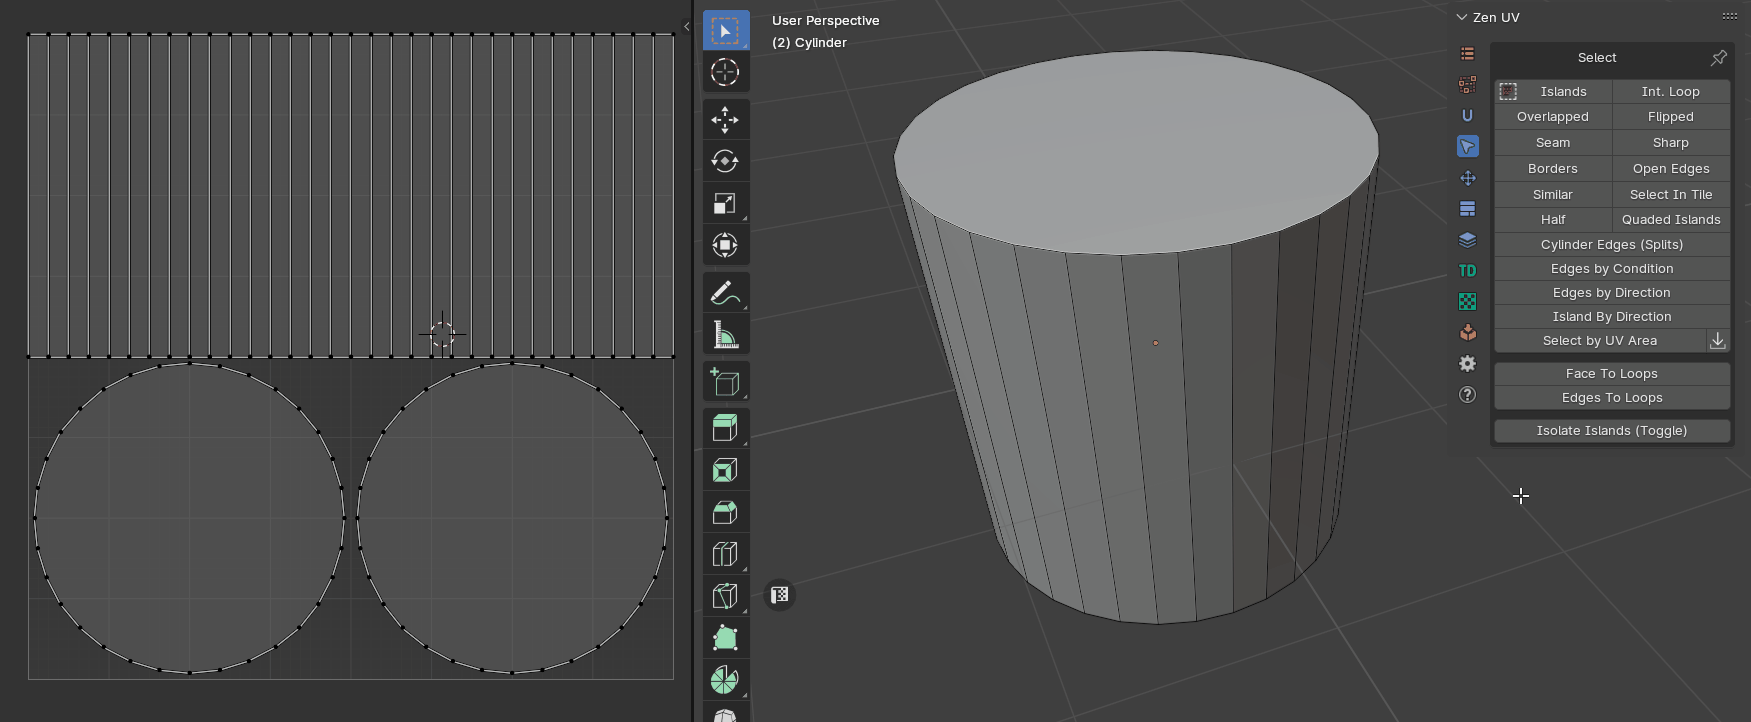 User Perspective
(2) Cylinder
Zen UV
Select
Islands
Int. Loop
Overlapped
Flipped
Seam
Sharp
Borders
Open Edges
Similar
Select In Tile
Half
Quaded Islands
Cylinder Edges (Splits)
Edges by Condition
Edges by Direction
TD
Island By Direction
Select by UV Area
Face To Loops
Edges To Loops
Isolate Islands (Toggle)